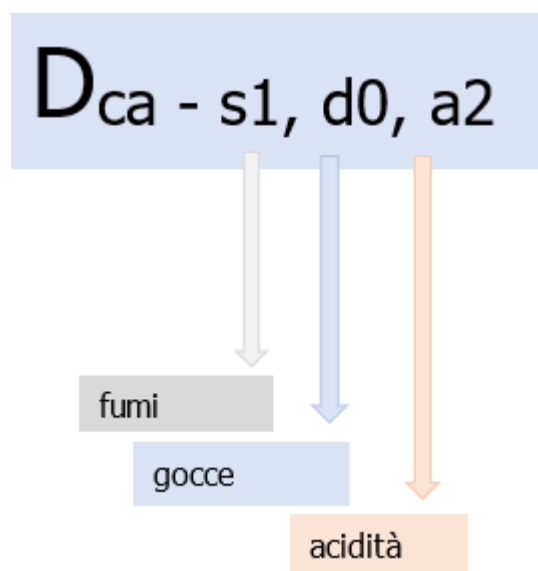 Dca - s1, d0, a2
fumi
gocce
acidità